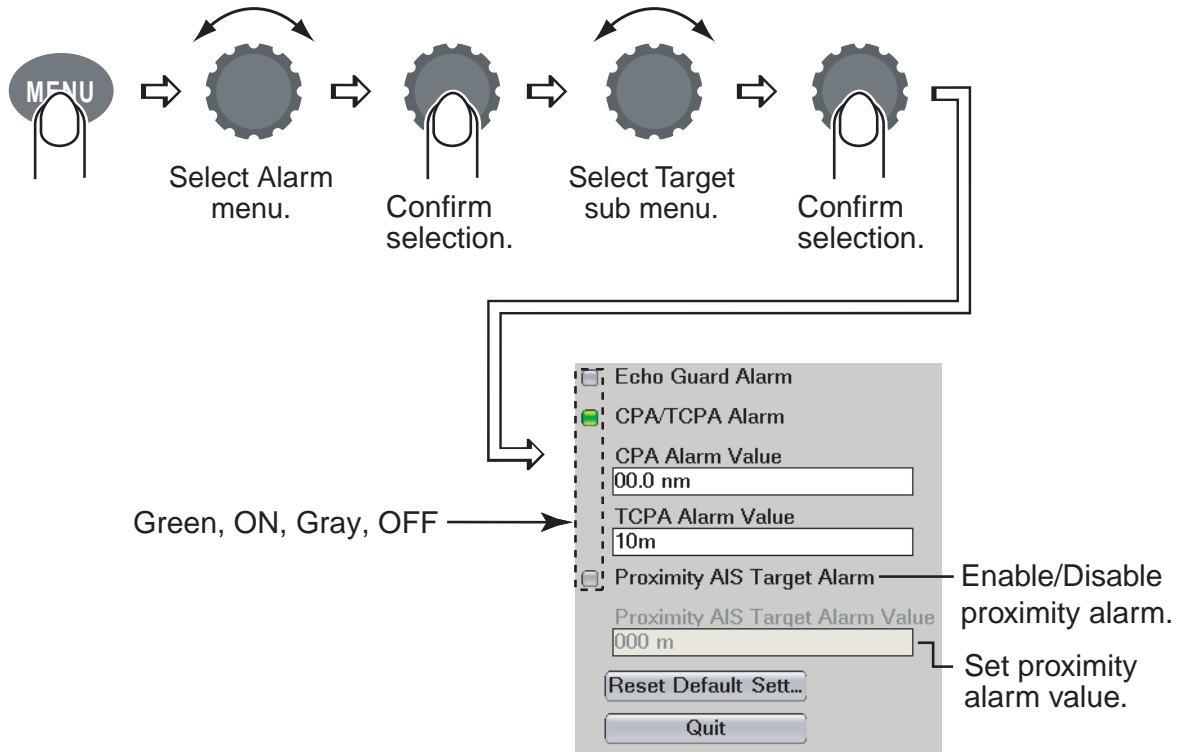 MENU
Select Alarm
menu.
Confirm
selection.
Select Target
sub menu.
Confirm
selection.
Echo Guard Alarm
CPA/TCPA Alarm
CPA Alarm Value
00.0 nm
TCPA Alarm Value
10m
Proximity AIS Target Alarm
Proximity AIS Target Alarm Value
000 m
Reset Default Sett...
Quit
Green, ON, Gray, OFF
Enable/Disable
proximity alarm.
Set proximity
alarm value.